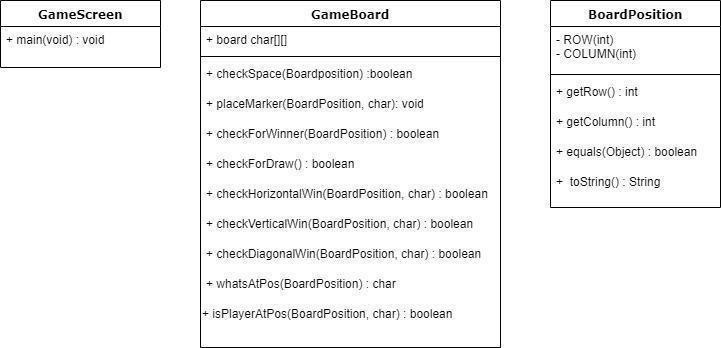 GameScreen
+ main(void) : void
GameBoard
+ board char[][]
+ checkSpace(Boardposition) :boolean
+ placeMarker(BoardPosition, char): void
+ checkForWinner(BoardPosition) : boolean
+ checkForDraw() : boolean
+ checkHorizontalWin(BoardPosition, char) : boolean
+ checkVerticalWin(BoardPosition, char) : boolean
+ checkDiagonalWin(BoardPosition, char) : boolean
+ whatsAtPos(BoardPosition) : char
+ isPlayerAtPos(BoardPosition, char) : boolean
BoardPosition
- ROW(int)
- COLUMN(int)
+ getRow() : int
+ getColumn() : int
+ equals(Object) : boolean
+ toString() : String